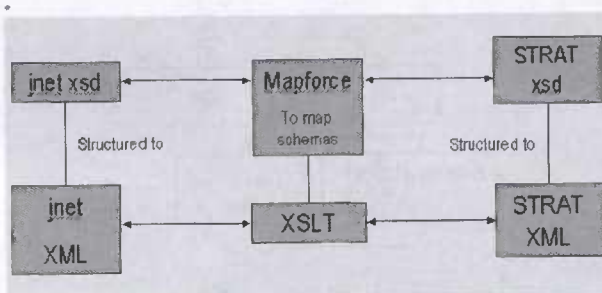 inet xsd
Mapforce
To map
schemas
STRAT
xsd
Structured to
Structured to
inet
XML
XSLT
STRAT
XML